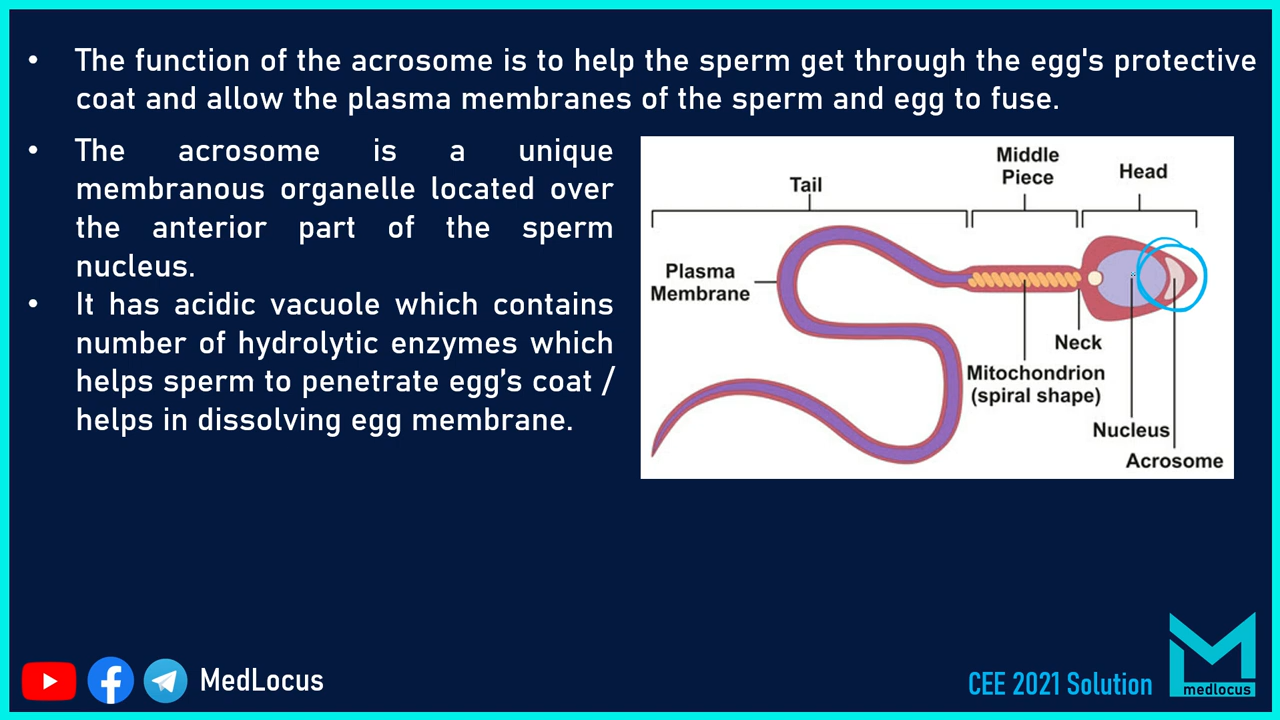 • The function of the acrosome is to help the sperm get through the egg's protective
coat and allow the plasma membranes of the sperm and egg to fuse.
• The acrosome is a unique
membranous organelle located over
the anterior part of the sperm
nucleus.
• It has acidic vacuole which contains
number of hydrolytic enzymes which
helps sperm to penetrate egg’s coat /
helps in dissolving egg membrane.
Tail
Middle
Piece
Head
Plasma
Membrane
Neck
Mitochondrion
(spiral shape)
Nucleus
Acrosome
MedLocus
CEE 2021 Solution
medlocus